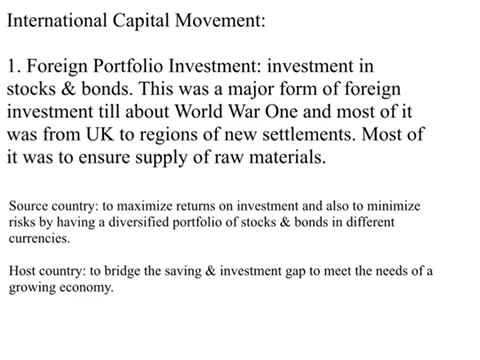 International Capital Movement:
1. Foreign Portfolio Investment: investment in
stocks & bonds. This was a major form of foreign
investment till about World War One and most of it
was from UK to regions of new settlements. Most of
it was to ensure supply of raw materials.
Source country: to maximize returns on investment and also to minimize
risks by having a diversified portfolio of stocks & bonds in different
currencies.
Host country: to bridge the saving & investment gap to meet the needs of a
growing economy.